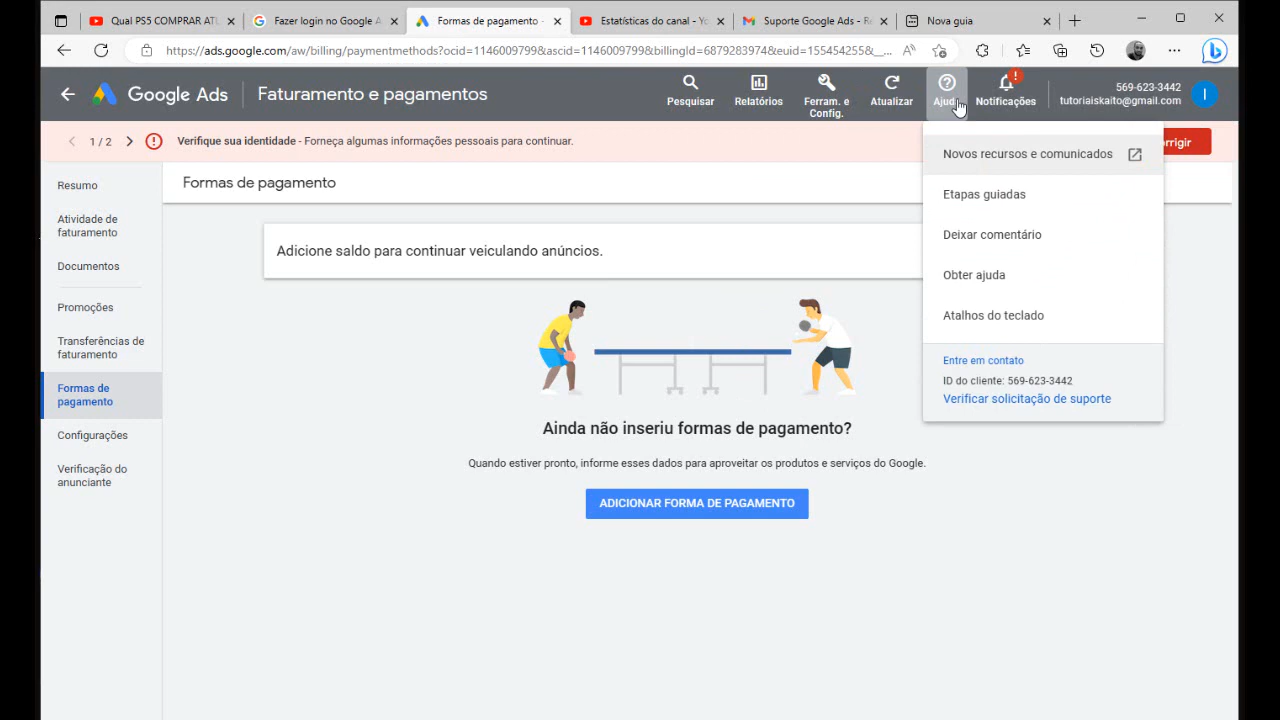 Qual PS5 COMPRAR AT
Fazer login no Google A
Formas de pagamento -
Estatísticas do canal - Yo
Suporte Google Ads - R
Nova guia
https://ads.google.com/aw/billing/paymentmethods?ocid=1146009799&ascid=1146009799&billingId=6879283974&euid=155454255&__...
Google Ads
Faturamento e pagamentos
Pesquisar
Relatórios
Ferram. e
Config.
Atualizar
Ajuda
Notificações
569-623-3442
tutoriaiskaito@gmail.com
I
1 / 2
Verifique sua identidade - Forneça algumas informações pessoais para continuar.
rrigir
Resumo
Atividade de
faturamento
Documentos
Promoções
Transferências de
faturamento
Formas de
pagamento
Configurações
Verificação do
anunciante
Formas de pagamento
Adicione saldo para continuar veiculando anúncios.
Ainda não inseriu formas de pagamento?
Quando estiver pronto, informe esses dados para aproveitar os produtos e serviços do Google.
ADICIONAR FORMA DE PAGAMENTO
Novos recursos e comunicados
Etapas guiadas
Deixar comentário
Obter ajuda
Atalhos do teclado
Entre em contato
ID do cliente: 569-623-3442
Verificar solicitação de suporte